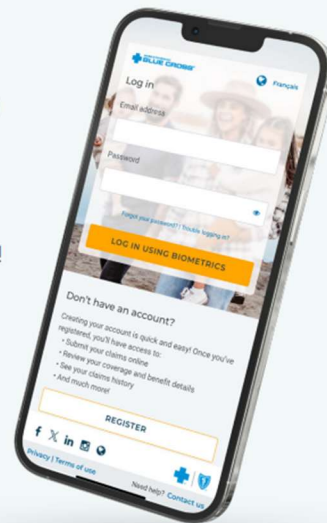 BLUE CROSS
Français
Log in
Email address
Password
Forgot your password? | Trouble logging in?
LOG IN USING BIOMETRICS
Don't have an account?
Creating your account is quick and easy! Once you've
registered, you'll have access to:
• Submit your claims online
• Review your coverage and benefit details
• See your claims history
• And much more!
REGISTER
Privacy | Terms of use
Need help? Contact us